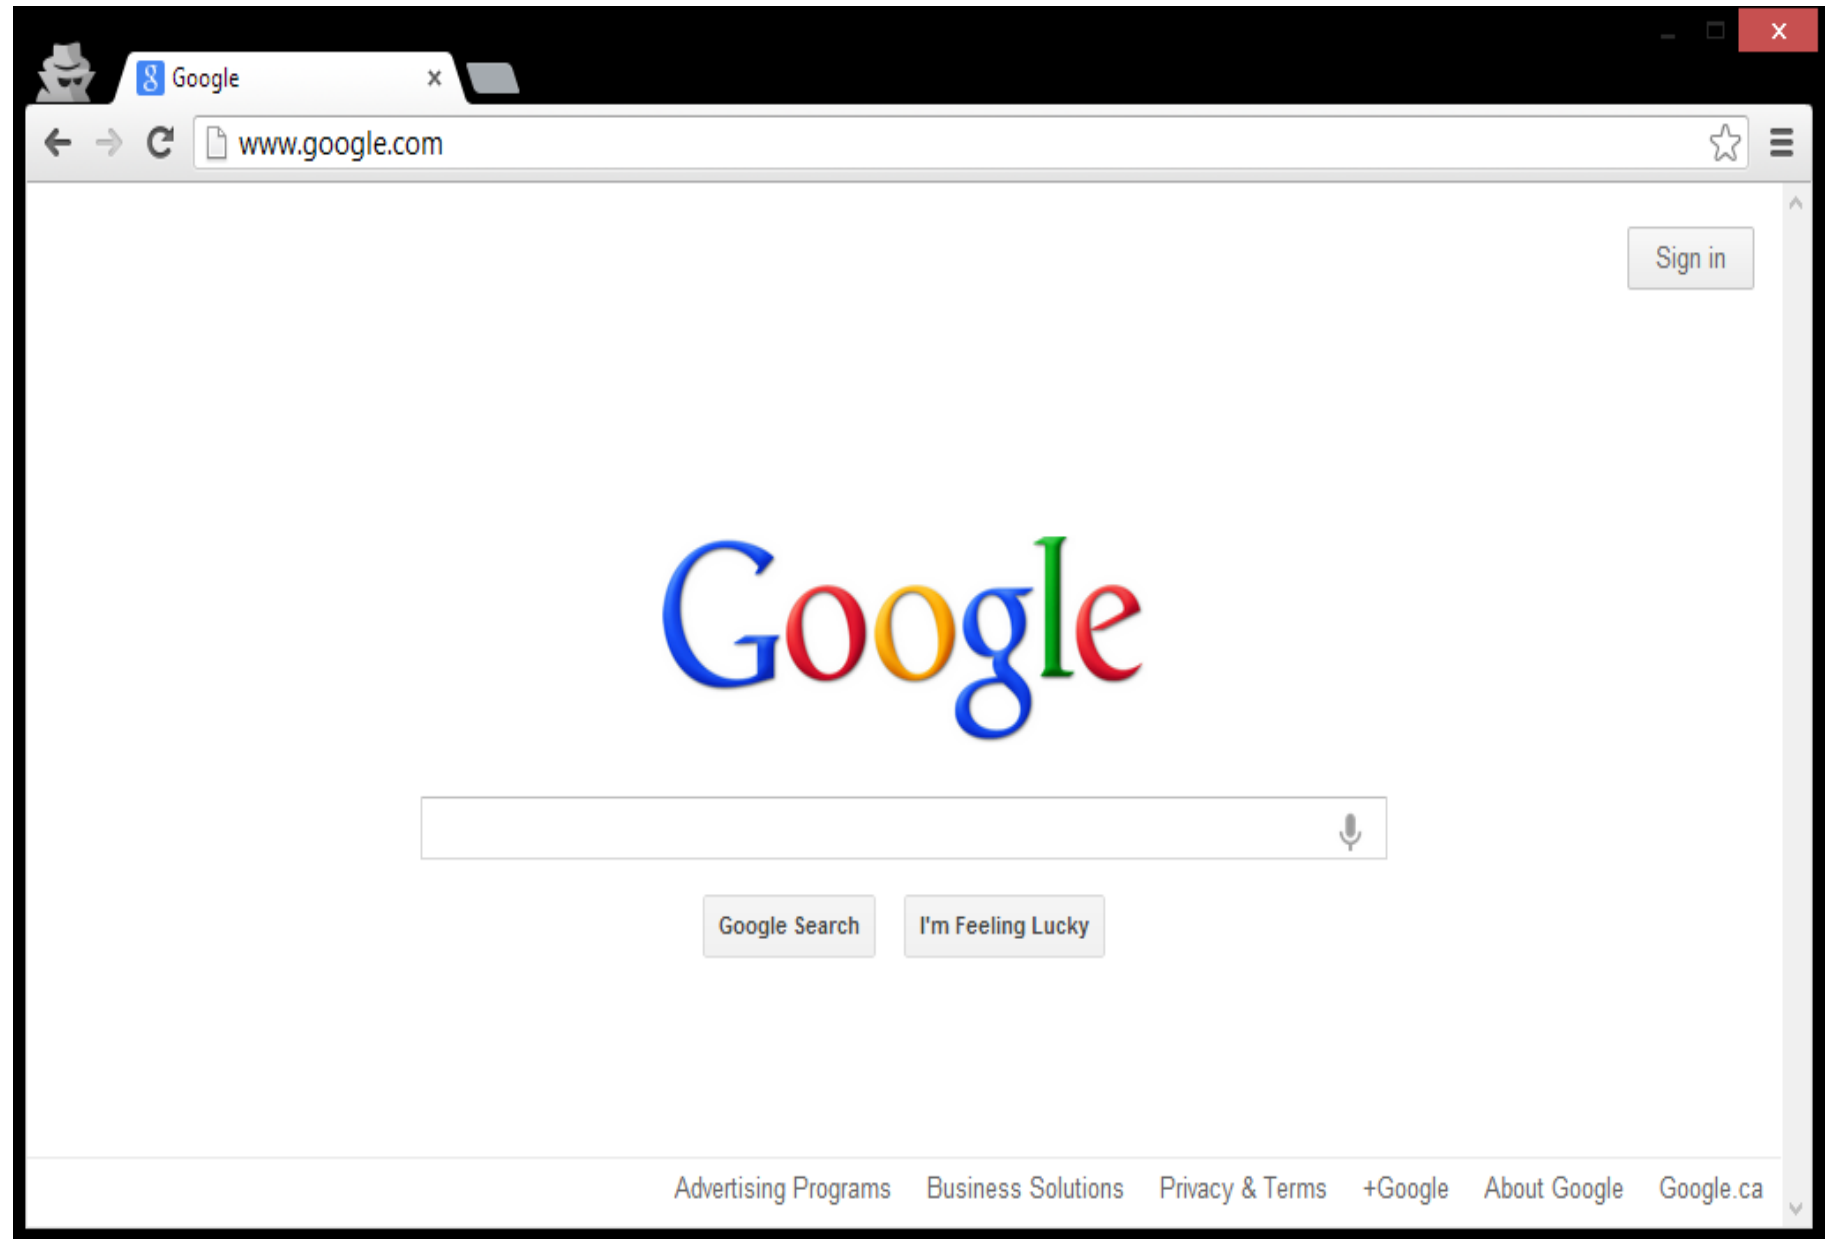 Google
www.google.com
Sign in
Google
Google Search I'm Feeling Lucky
Advertising Programs Business Solutions Privacy & Terms +Google About Google Google.ca